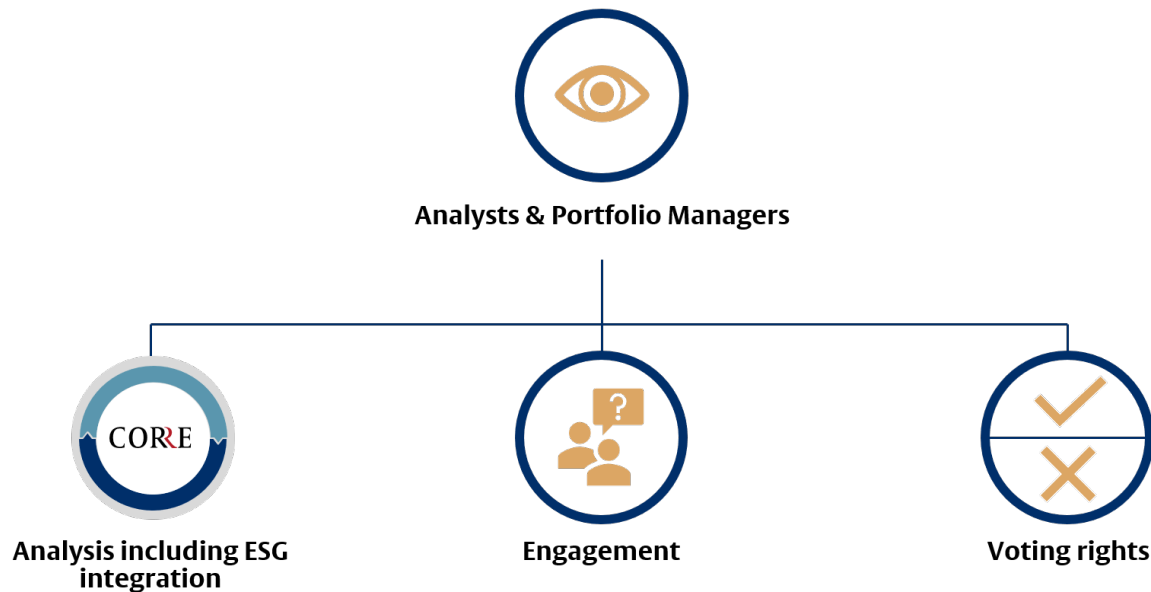 Analysts & Portfolio Managers
CORRE
?
Analysis including ESG
integration
Engagement
Voting rights